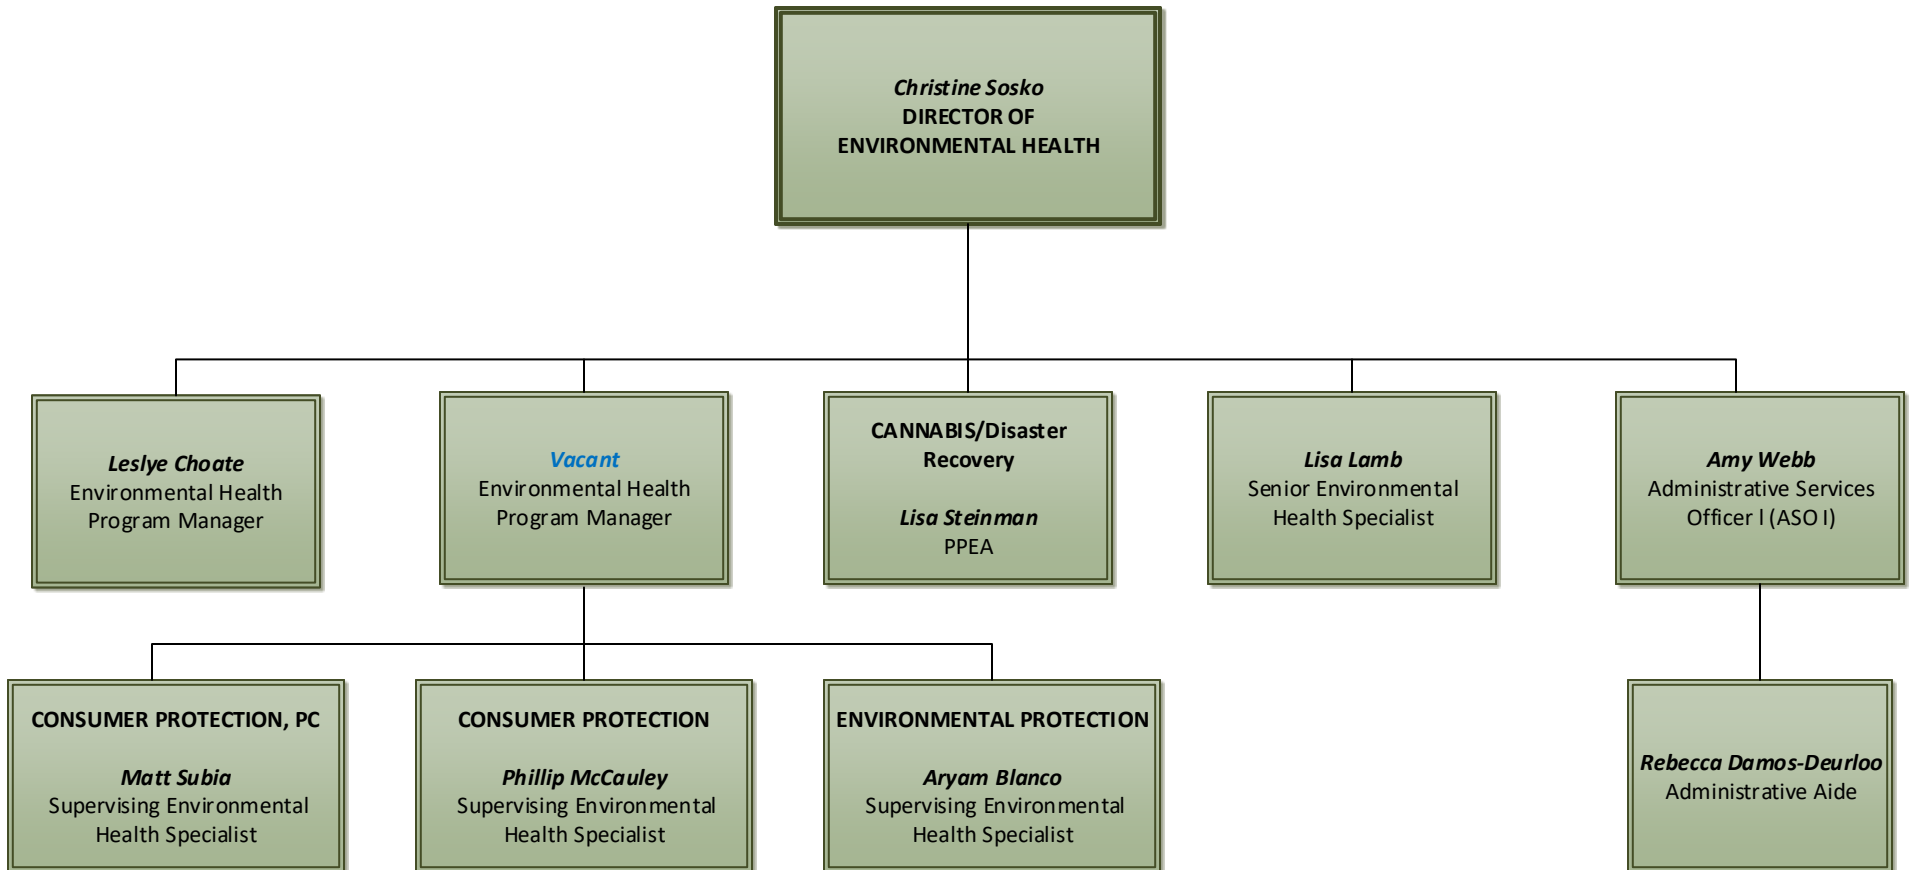 Christine Sosko
DIRECTOR OF
ENVIRONMENTAL HEALTH
Leslye Choate
Environmental Health
Program Manager
Vacant
Environmental Health
Program Manager
CANNABIS/Disaster
Recovery
Lisa Steinman
PPEA
Lisa Lamb
Senior Environmental
Health Specialist
Amy Webb
Administrative Services
Officer I (ASO I)
CONSUMER PROTECTION, PC
Matt Subia
Supervising Environmental
Health Specialist
CONSUMER PROTECTION
Phillip McCauley
Supervising Environmental
Health Specialist
ENVIRONMENTAL PROTECTION
Aryam Blanco
Supervising Environmental
Health Specialist
Rebecca Damos-Deurloo
Administrative Aide